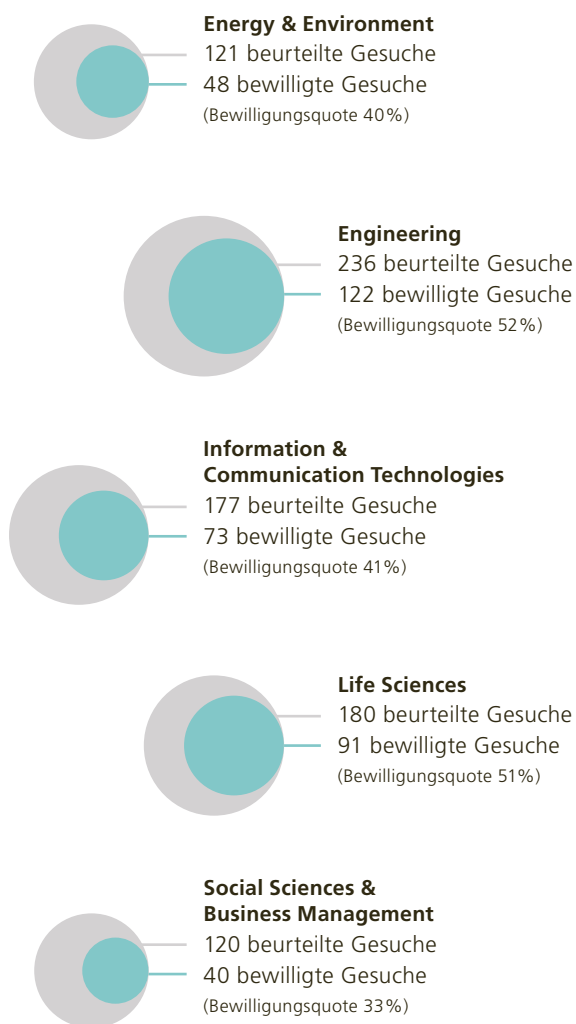 Energy & Environment
121 beurteilte Gesuche
48 bewilligte Gesuche
(Bewilligungsquote 40%)
Engineering
236 beurteilte Gesuche
122 bewilligte Gesuche
(Bewilligungsquote 52%)
Information &
Communication Technologies
177 beurteilte Gesuche
73 bewilligte Gesuche
(Bewilligungsquote 41%)
Life Sciences
180 beurteilte Gesuche
91 bewilligte Gesuche
(Bewilligungsquote 51%)
Social Sciences &
Business Management
120 beurteilte Gesuche
40 bewilligte Gesuche
(Bewilligungsquote 33%)